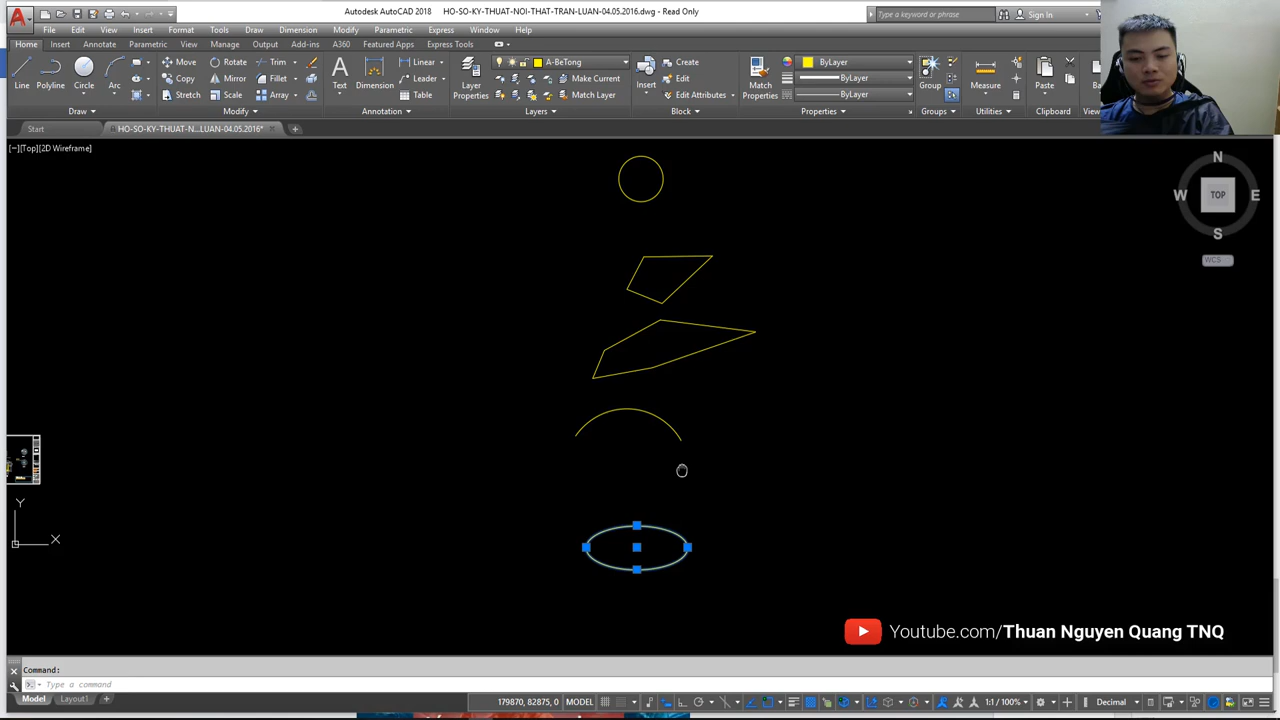 Autodesk AutoCAD 2018 HO-SO-KY-THUAT-NOI-THAT-TRAN-LUAN-04.05.2016.dwg - Read Only
Type a keyword or phrase
Sign In
File Edit View Insert Format Tools Draw Dimension Modify Parametric Express Window Help
Home Insert Annotate Parametric View Manage Output Add-ins A360 Featured Apps Express Tools
Line
Polyline
Circle
Arc
Move
Rotate
Trim
Copy
Mirror
Fillet
Stretch
Scale
Array
Text
Dimension
Linear
Leader
Table
Layer Properties
A-BeTong
Make Current
Match Layer
Insert
Create
Edit
Edit Attributes
Match Properties
Yellow
ByLayer
ByLayer
Group
Measure
Paste
Draw
Modify
Annotation
Layers
Block
Properties
Groups
Utilities
Clipboard
Start
HO-SO-KY-THUAT-N...LUAN-04.05.2016*
[−][Top][2D Wireframe]
N
W
TOP
E
S
WCS
Y
X
Youtube.com/Thuan Nguyen Quang TNQ
Command:
Type a command
Model
Layout1
179870, 82875, 0 MODEL
1:1 / 100%
Decimal